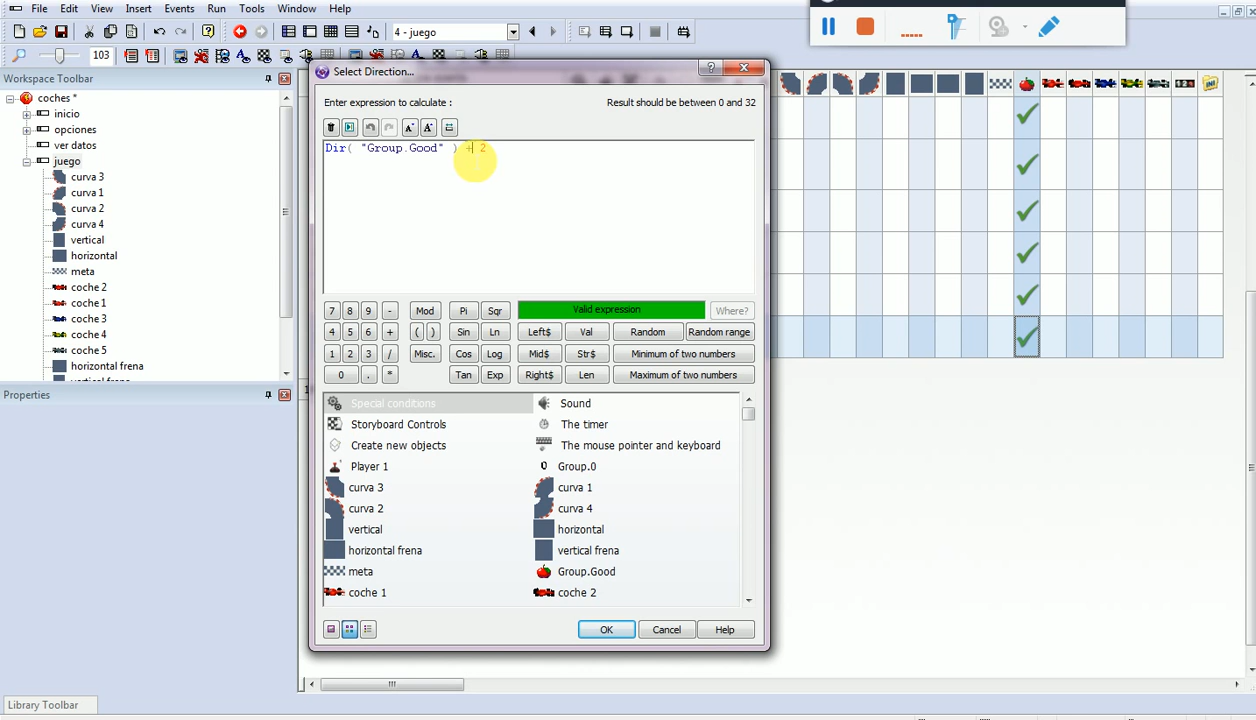 File Edit View Insert Events Run Tools Window Help
4 - juego
103
Workspace Toolbar
coches *
inicio
opciones
ver datos
juego
curva 3
curva 1
curva 2
curva 4
vertical
horizontal
meta
coche 2
coche 1
coche 3
coche 4
coche 5
horizontal frena
Properties
Library Toolbar
Select Direction...
Enter expression to calculate :
Result should be between 0 and 32
Dir( "Group.Good" ) + 2
7 8 9 - Mod Pi Sqr Valid expression Where?
4 5 6 + ( ) Sin Ln Left$ Val Random Random range
1 2 3 / Misc. Cos Log Mid$ Str$ Minimum of two numbers
0 . * Tan Exp Right$ Len Maximum of two numbers
Special conditions Sound
Storyboard Controls The timer
Create new objects The mouse pointer and keyboard
Player 1 Group.0
curva 3 curva 1
curva 2 curva 4
vertical horizontal
horizontal frena vertical frena
meta Group.Good
coche 1 coche 2
OK Cancel Help